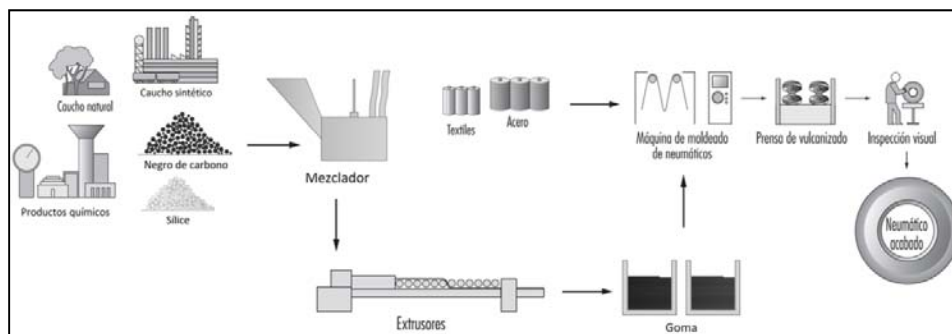 Caucho natural
Caucho sintético
Productos químicos
Negro de carbono
Sílice
Mezclador
Extrusores
Goma
Textiles
Acero
Máquina de moldeado
de neumáticos
Prensa de vulcanizado
Inspección visual
Neumático
acabado